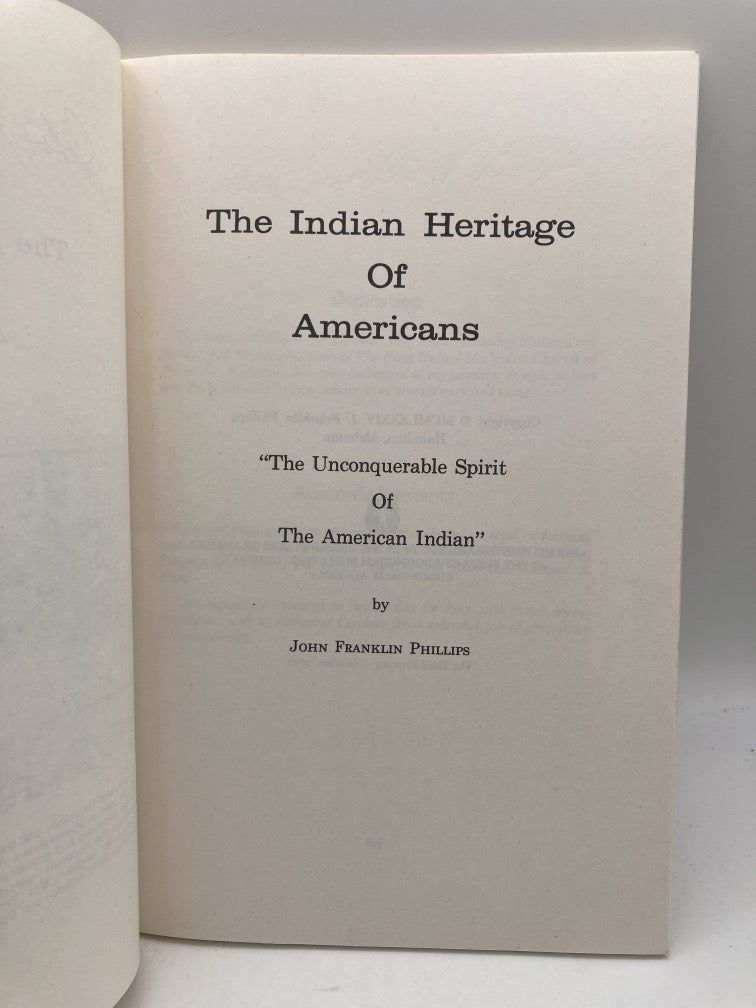 The Indian Heritage
Of
Americans
“The Unconquerable Spirit
Of
The American Indian”
by
John Franklin Phillips